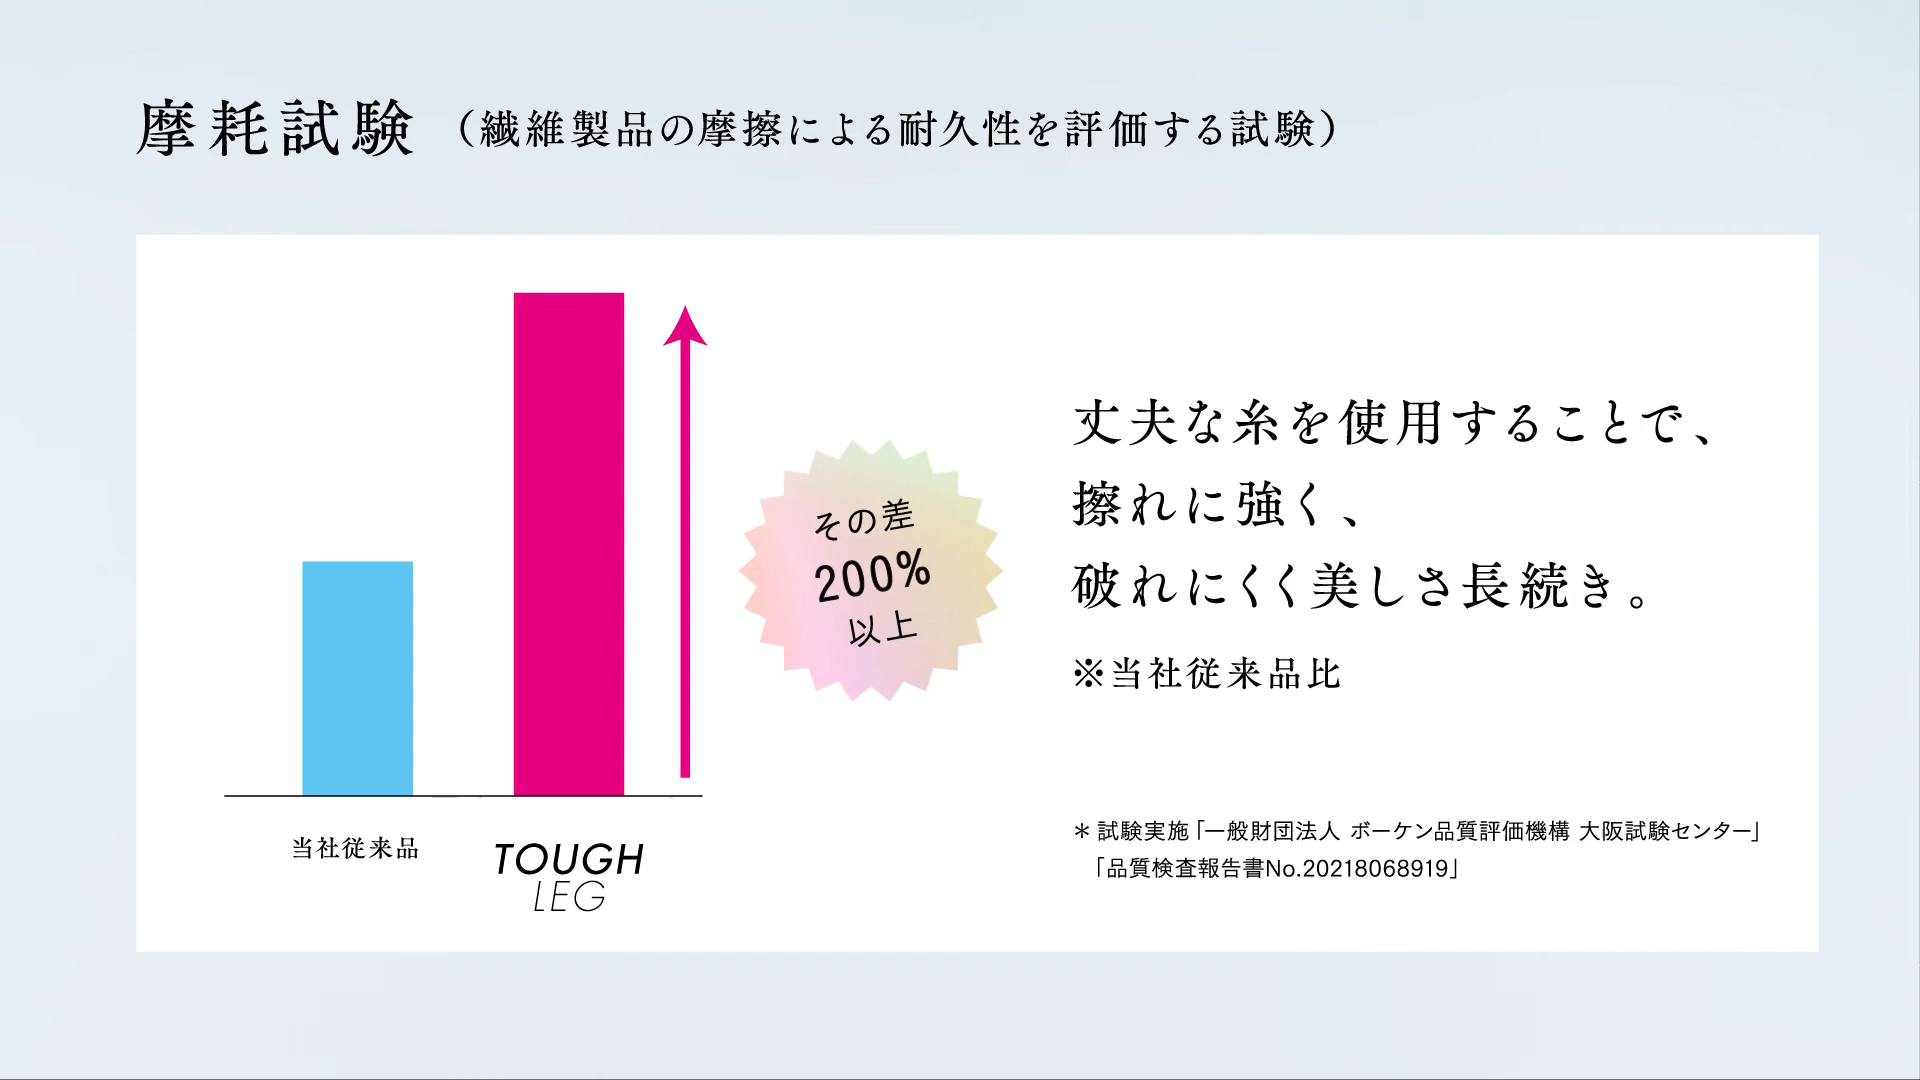 摩耗試験（繊維製品の摩擦による耐久性を評価する試験）
その差
200%
以上
当社従来品
TOUGH
LEG
丈夫な糸を使用することで、
擦れに強く、
破れにくく美しさ長続き。
※当社従来品比
＊試験実施「一般財団法人 ボーケン品質評価機構 大阪試験センター」
「品質検査報告書No.20218068919」